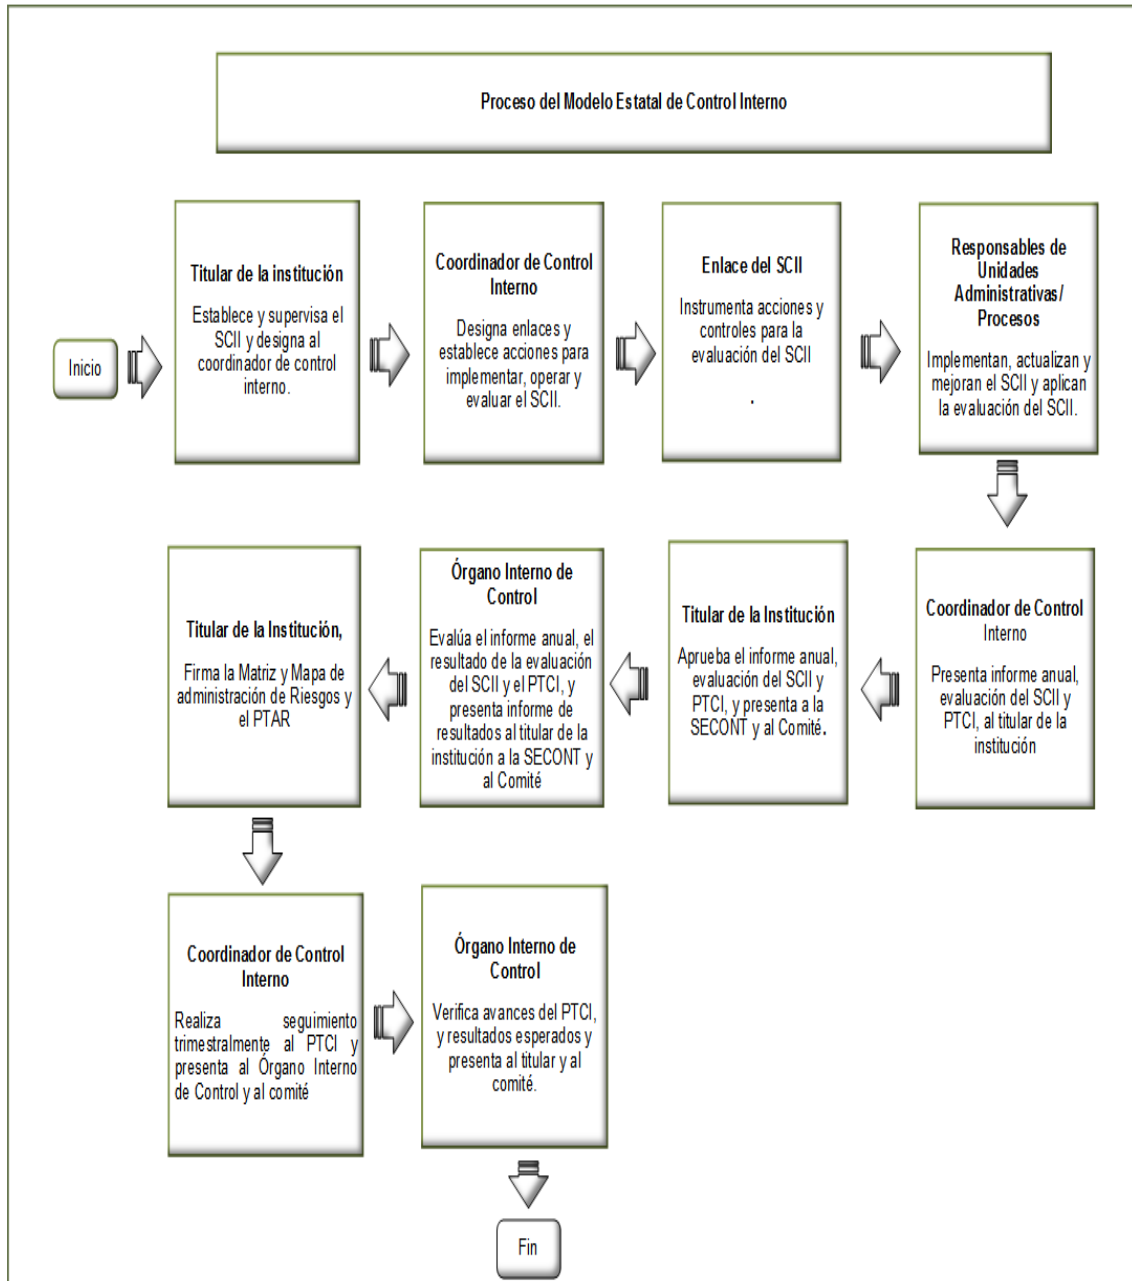 Proceso del Modelo Estatal de Control Interno
Inicio
Titular de la institución
Establece y supervisa el
SCII y designa al
coordinador de control
interno.
Coordinador de Control
Interno
Designa enlaces y
establece acciones para
implementar, operar y
evaluar el SCII.
Enlace del SCII
Instrumenta acciones y
controles para la
evaluación del SCII
.
Responsables de
Unidades
Administrativas/
Procesos
Implementan, actualizan y
mejoran el SCII y aplican
la evaluación del SCII.
Coordinador de Control
Interno
Presenta informe anual,
evaluación del SCII y
PTCI, al titular de la
institución
Titular de la Institución
Aprueba el informe anual,
evaluación del SCII y
PTCI, y presenta a la
SECONT y al Comité.
Órgano Interno de
Control
Evalúa el informe anual, el
resultado de la evaluación
del SCII y el PTCI, y
presenta informe de
resultados al titular de la
institución a la SECONT y
al Comité
Titular de la Institución,
Firma la Matriz y Mapa de
administración de Riesgos y
el PTAR
Coordinador de Control
Interno
Realiza seguimiento
trimestralmente al PTCI y
presenta al Órgano Interno
de Control y al comité
Órgano Interno de
Control
Verifica avances del PTCI,
y resultados esperados y
presenta al titular y al
comité.
Fin